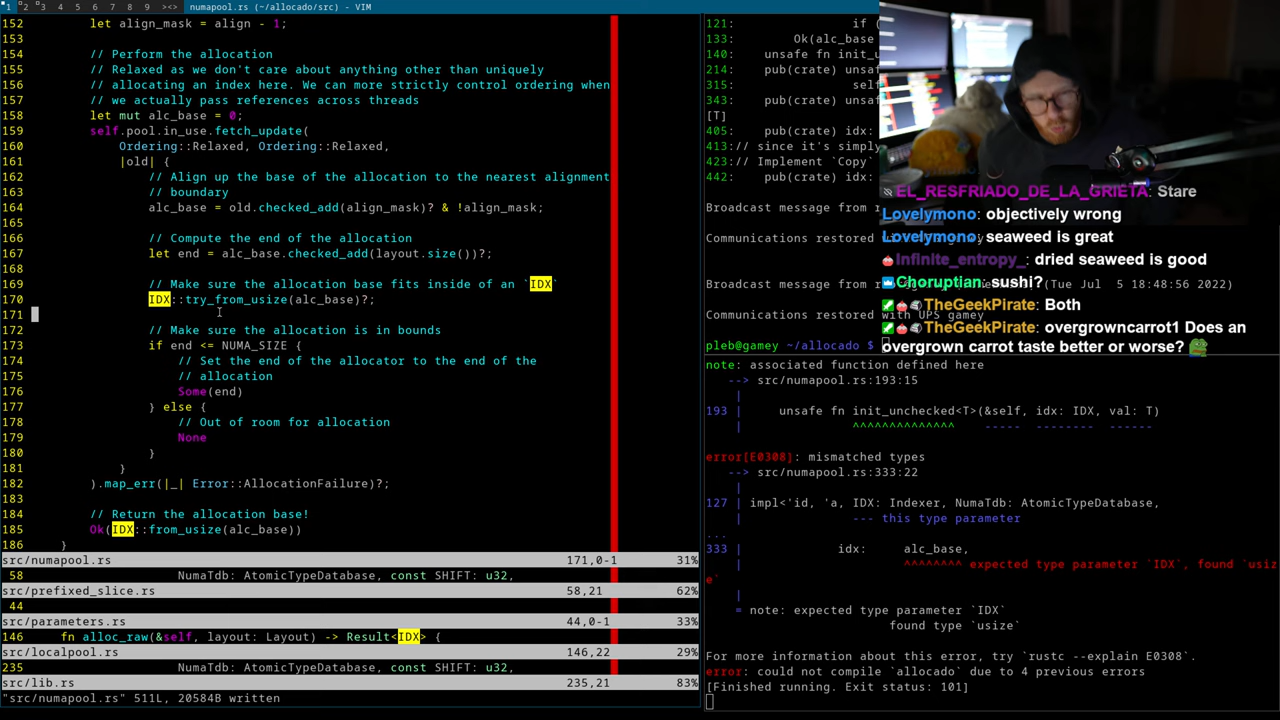 1 2 3 4 5 6 7 8 9 ><> numapool.rs (~/allocado/src) - VIM
152 let align_mask = align - 1;
153
154 // Perform the allocation
155 // Relaxed as we don't care about anything other than uniquely
156 // allocating an index here. We can more strictly control ordering when
157 // we actually pass references across threads
158 let mut alc_base = 0;
159 self.pool.in_use.fetch_update(
160 Ordering::Relaxed, Ordering::Relaxed,
161 |old| {
162 // Align up the base of the allocation to the nearest alignment
163 // boundary
164 alc_base = old.checked_add(align_mask)? & !align_mask;
165
166 // Compute the end of the allocation
167 let end = alc_base.checked_add(layout.size())?;
168
169 // Make sure the allocation base fits inside of an `IDX`
170 IDX::try_from_usize(alc_base)?;
171
172 // Make sure the allocation is in bounds
173 if end <= NUMA_SIZE {
174 // Set the end of the allocator to the end of the
175 // allocation
176 Some(end)
177 } else {
178 // Out of room for allocation
179 None
180 }
181 }
182 ).map_err(|_| Error::AllocationFailure)?;
183
184 // Return the allocation base!
185 Ok(IDX::from_usize(alc_base))
186 }
src/numapool.rs 171,0-1 31%
58 NumaTdb: AtomicTypeDatabase, const SHIFT: u32,
src/prefixed_slice.rs 58,21 62%
44
src/parameters.rs 44,0-1 33%
146 fn alloc_raw(&self, layout: Layout) -> Result<IDX> {
src/localpool.rs 146,22 29%
235 NumaTdb: AtomicTypeDatabase, const SHIFT: u32,
src/lib.rs 235,21 83%
"src/numapool.rs" 511L, 20584B written
121: if (
133: Ok(alc_base
140: unsafe fn init_u
214: pub(crate) unsa
315: self
343: pub(crate) unsa
[T]
405: pub(crate) idx:
413:// since it's simply
423:// Implement `Copy`
442: pub(crate) idx:
Broadcast message from r
Communications restored
Broadcast message from r (Tue Jul 5 18:48:56 2022)
Communications restored with UPS gamey
pleb@gamey ~/allocado $
EL_RESFRIADO_DE_LA_GRIETA: Stare
Lovelymono: objectively wrong
Lovelymono: seaweed is great
Infinite_entropy_: dried seaweed is good
Choruptian: sushi?
TheGeekPirate: Both
TheGeekPirate: overgrowncarrot1 Does an
overgrown carrot taste better or worse?
note: associated function defined here
--> src/numapool.rs:193:15
|
193 | unsafe fn init_unchecked<T>(&self, idx: IDX, val: T)
| ^^^^^^^^^^^^^^ ----- -------- ------
error[E0308]: mismatched types
--> src/numapool.rs:333:22
|
127 | impl<'id, 'a, IDX: Indexer, NumaTdb: AtomicTypeDatabase,
| --- this type parameter
...
333 | idx: alc_base,
| ^^^^^^^^ expected type parameter `IDX`, found `usiz
e`
|
= note: expected type parameter `IDX`
found type `usize`
For more information about this error, try `rustc --explain E0308`.
error: could not compile `allocado` due to 4 previous errors
[Finished running. Exit status: 101]